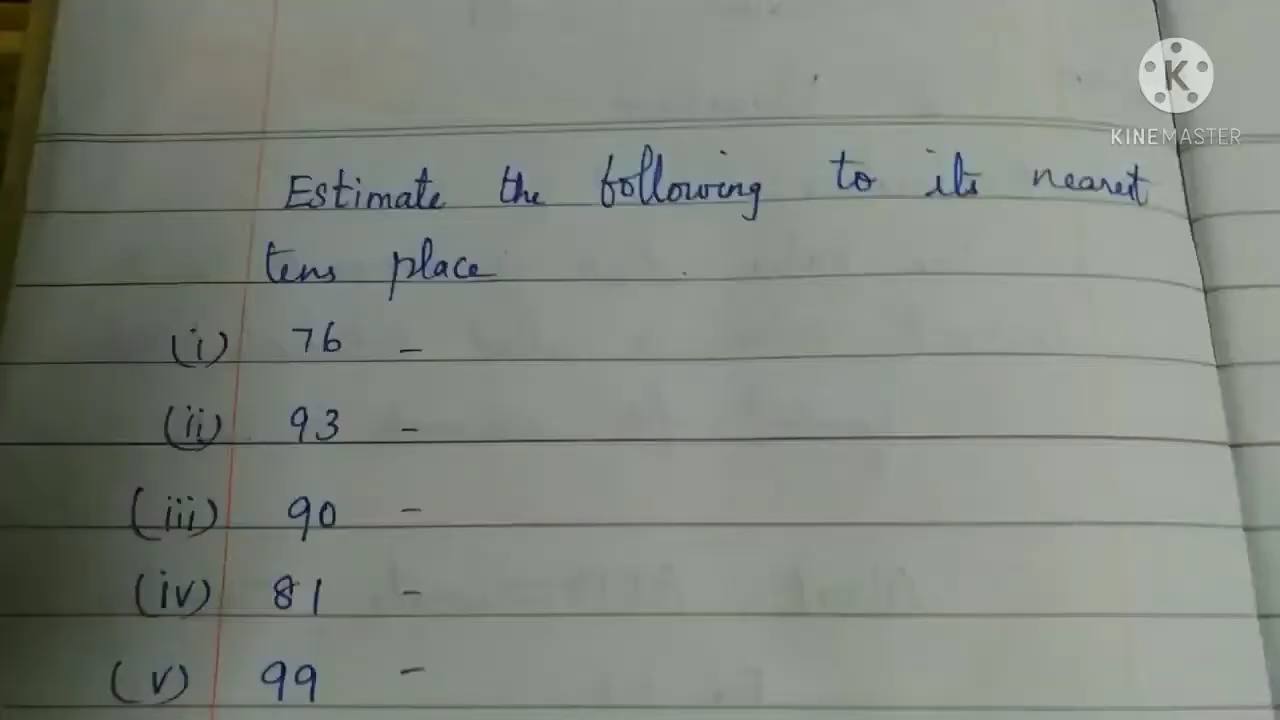 K
KINEMASTER
Estimate the following to its nearest
tens place
(i) 76 -
(ii) 93 -
(iii) 90 -
(iv) 81 -
(v) 99 -